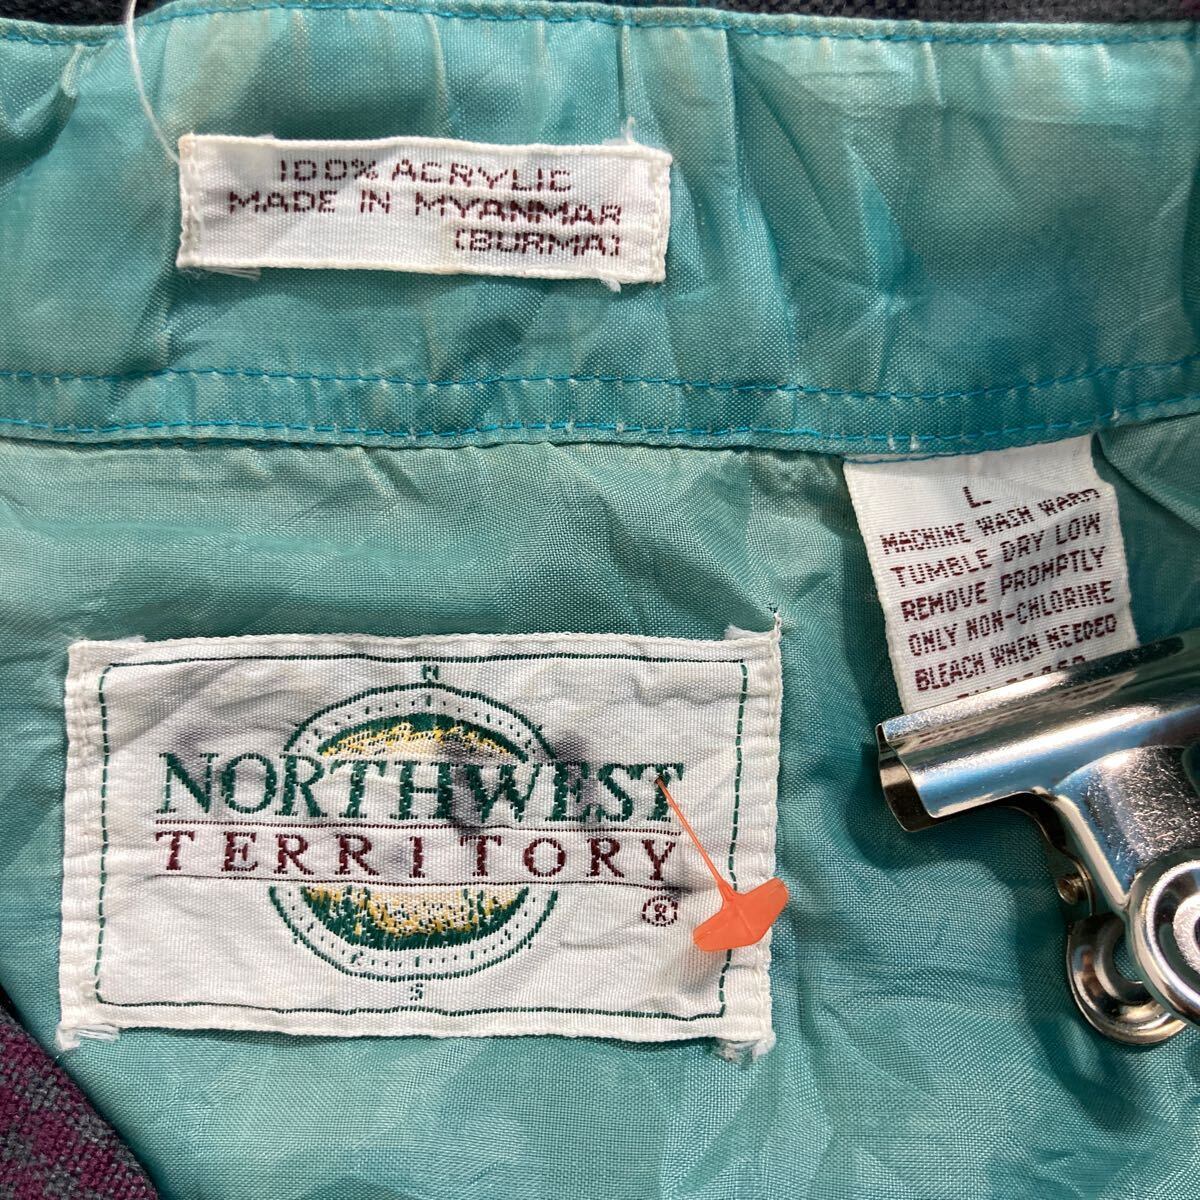 100% ACRYLIC
MADE IN MYANMAR
(BURMA)
L
MACHINE WASH WARM
TUMBLE DRY LOW
REMOVE PROMPTLY
ONLY NON-CHLORINE
BLEACH WHEN NEEDED
N
NORTHWEST
TERRITORY
®
S